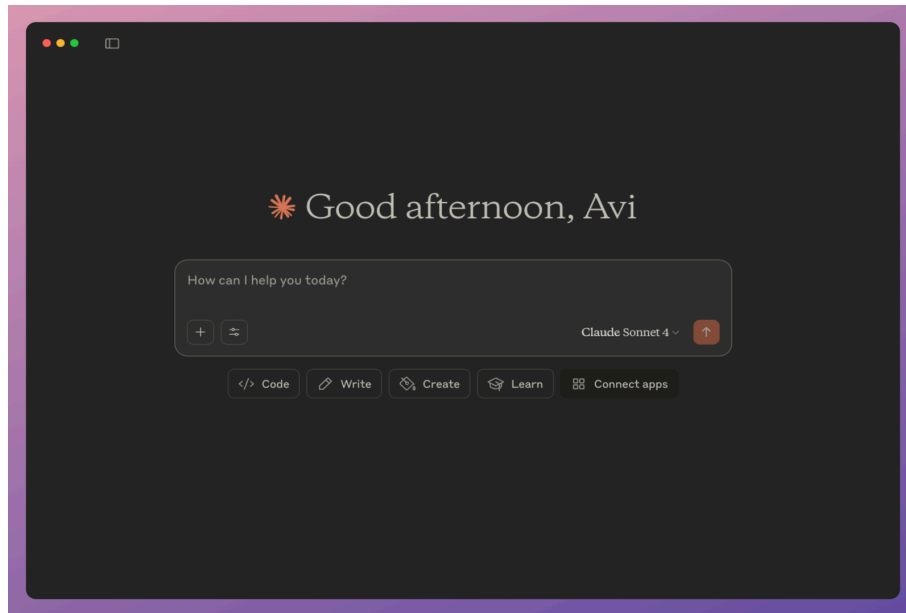 Good afternoon, Avi
How can I help you today?
Claude Sonnet 4
Code Write Create Learn Connect apps